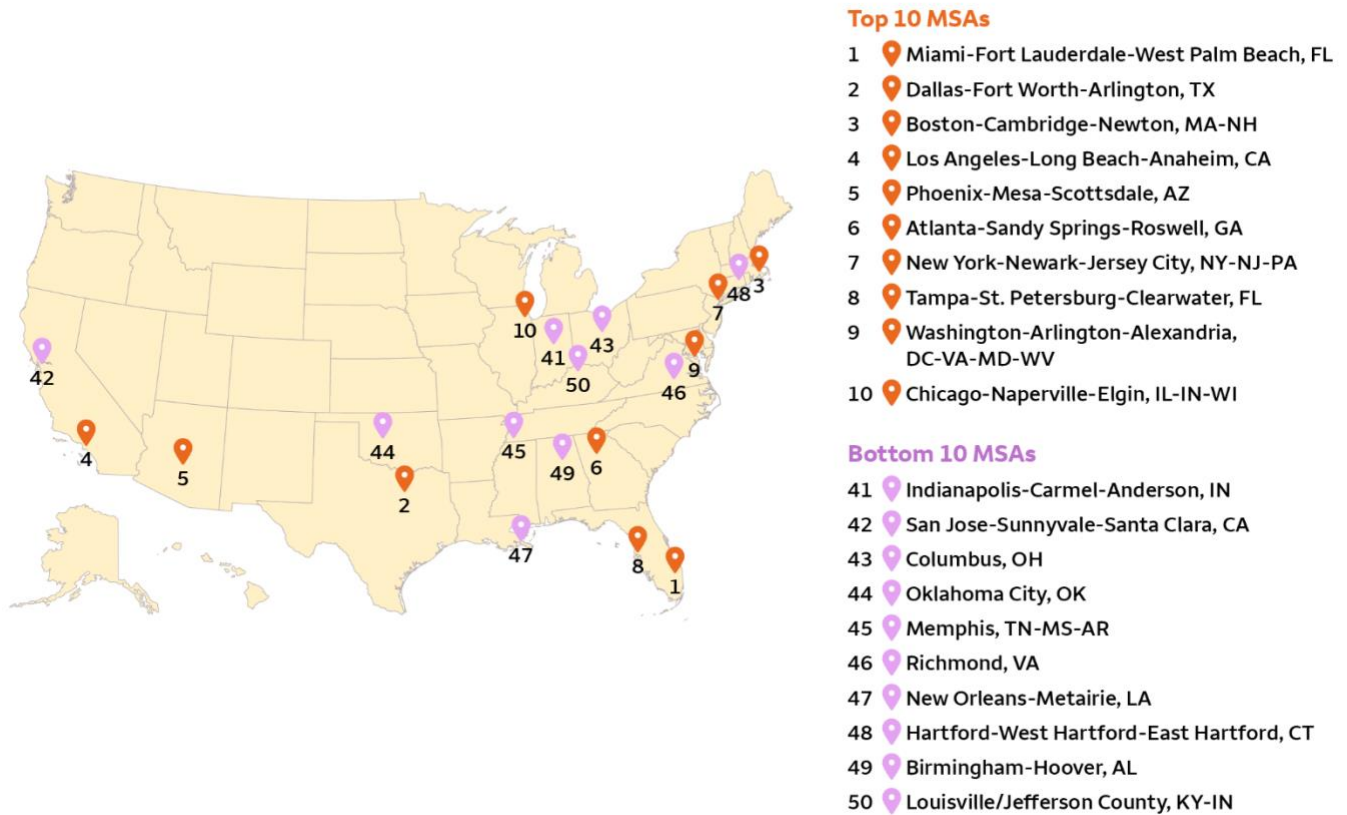 Top 10 MSAs
1 Miami-Fort Lauderdale-West Palm Beach, FL
2 Dallas-Fort Worth-Arlington, TX
3 Boston-Cambridge-Newton, MA-NH
4 Los Angeles-Long Beach-Anaheim, CA
5 Phoenix-Mesa-Scottsdale, AZ
6 Atlanta-Sandy Springs-Roswell, GA
7 New York-Newark-Jersey City, NY-NJ-PA
8 Tampa-St. Petersburg-Clearwater, FL
9 Washington-Arlington-Alexandria,
DC-VA-MD-WV
10 Chicago-Naperville-Elgin, IL-IN-WI
Bottom 10 MSAs
41 Indianapolis-Carmel-Anderson, IN
42 San Jose-Sunnyvale-Santa Clara, CA
43 Columbus, OH
44 Oklahoma City, OK
45 Memphis, TN-MS-AR
46 Richmond, VA
47 New Orleans-Metairie, LA
48 Hartford-West Hartford-East Hartford, CT
49 Birmingham-Hoover, AL
50 Louisville/Jefferson County, KY-IN
48
3
7
10
43
41
9
50
46
42
44
45
4
49
6
5
2
47
8
1